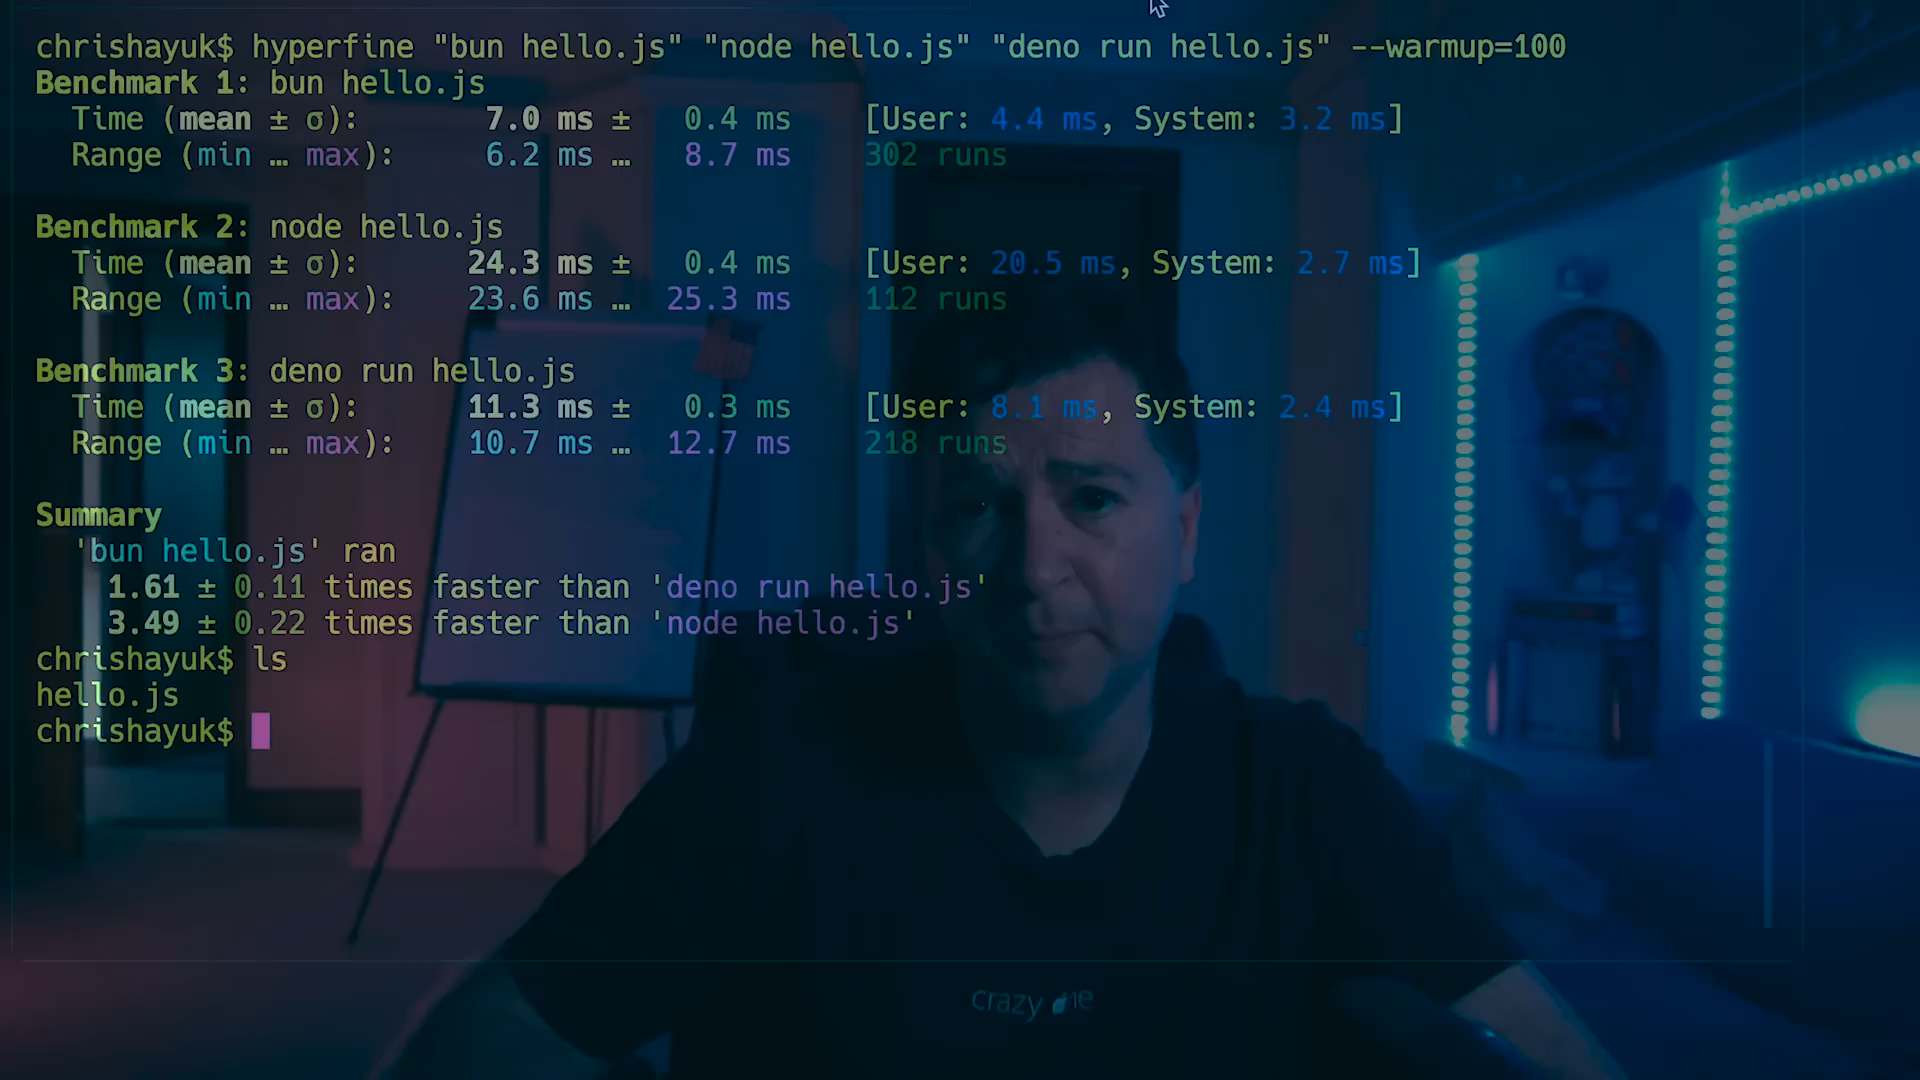 chrishayuk$ hyperfine "bun hello.js" "node hello.js" "deno run hello.js" --warmup=100
Benchmark 1: bun hello.js
Time (mean ± σ): 7.0 ms ± 0.4 ms [User: 4.4 ms, System: 3.2 ms]
Range (min … max): 6.2 ms … 8.7 ms 302 runs
Benchmark 2: node hello.js
Time (mean ± σ): 24.3 ms ± 0.4 ms [User: 20.5 ms, System: 2.7 ms]
Range (min … max): 23.6 ms … 25.3 ms 112 runs
Benchmark 3: deno run hello.js
Time (mean ± σ): 11.3 ms ± 0.3 ms [User: 8.1 ms, System: 2.4 ms]
Range (min … max): 10.7 ms … 12.7 ms 218 runs
Summary
'bun hello.js' ran
1.61 ± 0.11 times faster than 'deno run hello.js'
3.49 ± 0.22 times faster than 'node hello.js'
chrishayuk$ ls
hello.js
chrishayuk$
crazy